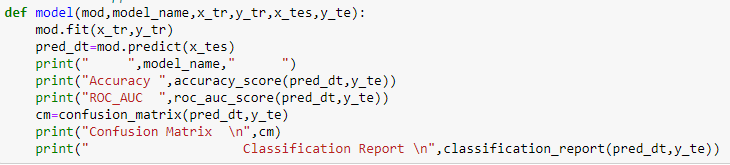 def model(mod,model_name,x_tr,y_tr,x_tes,y_te):
    mod.fit(x_tr,y_tr)
    pred_dt=mod.predict(x_tes)
    print("     ",model_name,"      ")
    print("Accuracy ",accuracy_score(pred_dt,y_te))
    print("ROC_AUC  ",roc_auc_score(pred_dt,y_te))
    cm=confusion_matrix(pred_dt,y_te)
    print("Confusion Matrix  \n",cm)
    print("                    Classification Report \n",classification_report(pred_dt,y_te))